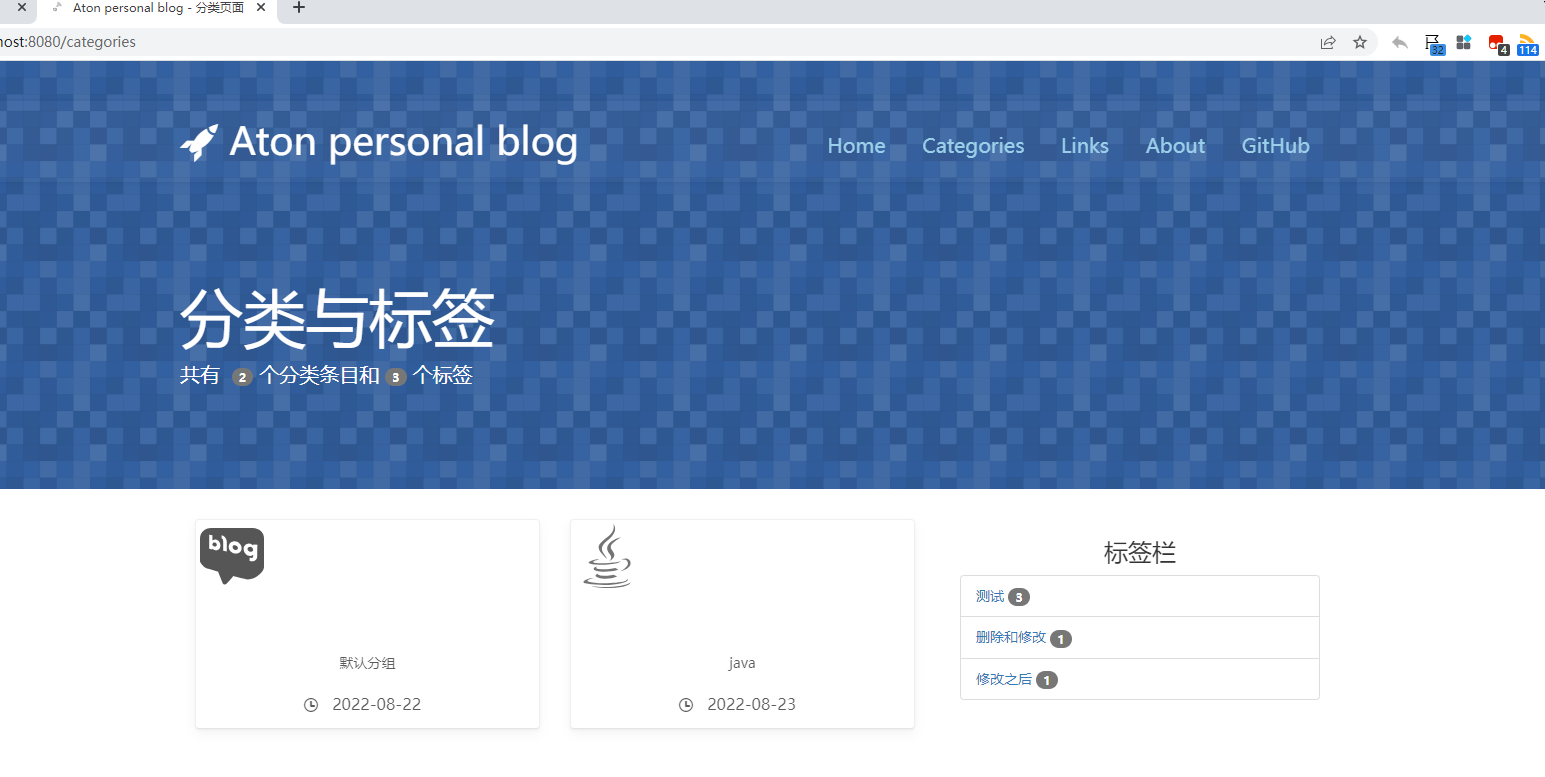 Aton personal blog - 分类页面
host:8080/categories
32
4
114
Aton personal blog
Home
Categories
Links
About
GitHub
分类与标签
共有 2 个分类条目和 3 个标签
blog
默认分组
2022-08-22
java
2022-08-23
标签栏
测试 3
删除和修改 1
修改之后 1